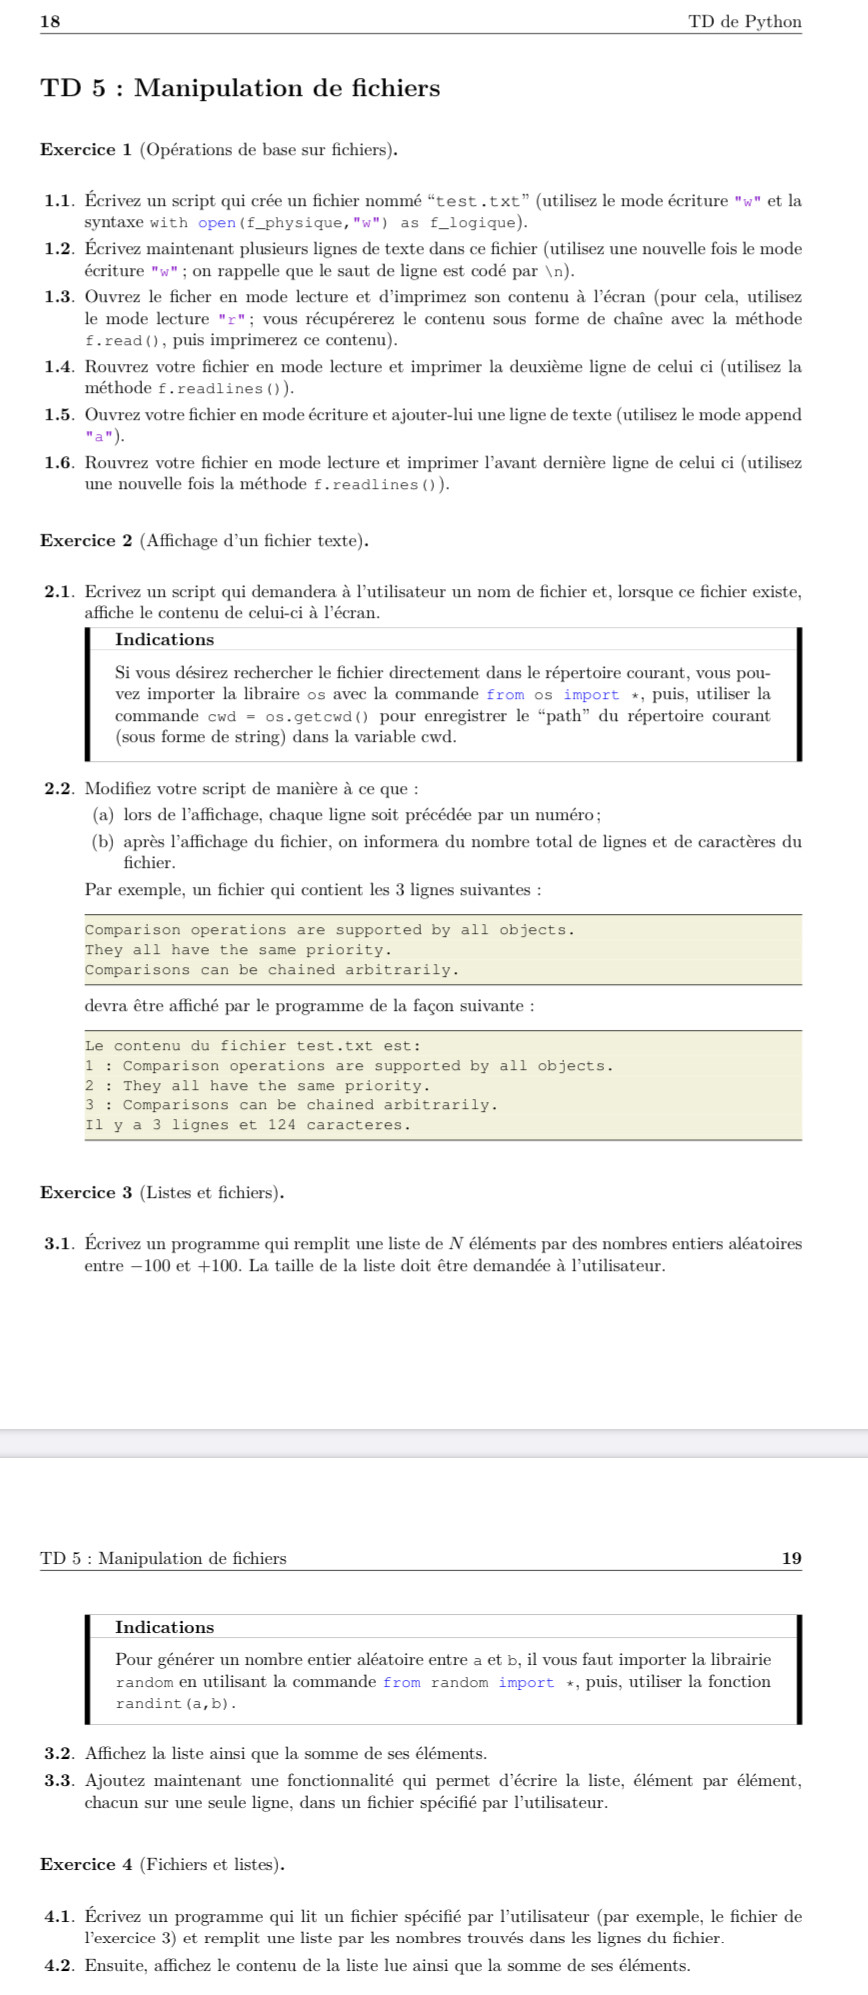 18 TD de Python
TD 5 : Manipulation de fichiers
Exercice 1 (Opérations de base sur fichiers).
1.1. Écrivez un script qui crée un fichier nommé “test.txt” (utilisez le mode écriture "w" et la
syntaxe with open(f_physique,"w") as f_logique).
1.2. Écrivez maintenant plusieurs lignes de texte dans ce fichier (utilisez une nouvelle fois le mode
écriture "w"; on rappelle que le saut de ligne est codé par \n).
1.3. Ouvrez le ficher en mode lecture et d'imprimez son contenu à l'écran (pour cela, utilisez
le mode lecture "r"; vous récupérerez le contenu sous forme de chaîne avec la méthode
f.read(), puis imprimerez ce contenu).
1.4. Rouvrez votre fichier en mode lecture et imprimer la deuxième ligne de celui ci (utilisez la
méthode f.readlines()).
1.5. Ouvrez votre fichier en mode écriture et ajouter-lui une ligne de texte (utilisez le mode append
"a").
1.6. Rouvrez votre fichier en mode lecture et imprimer l'avant dernière ligne de celui ci (utilisez
une nouvelle fois la méthode f.readlines()).
Exercice 2 (Affichage d'un fichier texte).
2.1. Ecrivez un script qui demandera à l'utilisateur un nom de fichier et, lorsque ce fichier existe,
affiche le contenu de celui-ci à l'écran.
Indications
Si vous désirez rechercher le fichier directement dans le répertoire courant, vous pou-
vez importer la libraire os avec la commande from os import *, puis, utiliser la
commande cwd = os.getcwd() pour enregistrer le “path” du répertoire courant
(sous forme de string) dans la variable cwd.
2.2. Modifiez votre script de manière à ce que :
(a) lors de l'affichage, chaque ligne soit précédée par un numéro;
(b) après l'affichage du fichier, on informera du nombre total de lignes et de caractères du
fichier.
Par exemple, un fichier qui contient les 3 lignes suivantes :
Comparison operations are supported by all objects.
They all have the same priority.
Comparisons can be chained arbitrarily.
devra être affiché par le programme de la façon suivante :
Le contenu du fichier test.txt est:
1 : Comparison operations are supported by all objects.
2 : They all have the same priority.
3 : Comparisons can be chained arbitrarily.
Il y a 3 lignes et 124 caracteres.
Exercice 3 (Listes et fichiers).
3.1. Écrivez un programme qui remplit une liste de N éléments par des nombres entiers aléatoires
entre −100 et +100. La taille de la liste doit être demandée à l'utilisateur.
TD 5 : Manipulation de fichiers 19
Indications
Pour générer un nombre entier aléatoire entre a et b, il vous faut importer la librairie
random en utilisant la commande from random import *, puis, utiliser la fonction
randint(a,b).
3.2. Affichez la liste ainsi que la somme de ses éléments.
3.3. Ajoutez maintenant une fonctionnalité qui permet d'écrire la liste, élément par élément,
chacun sur une seule ligne, dans un fichier spécifié par l'utilisateur.
Exercice 4 (Fichiers et listes).
4.1. Écrivez un programme qui lit un fichier spécifié par l'utilisateur (par exemple, le fichier de
l'exercice 3) et remplit une liste par les nombres trouvés dans les lignes du fichier.
4.2. Ensuite, affichez le contenu de la liste lue ainsi que la somme de ses éléments.